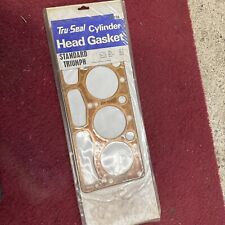 Tru-Seal Cylinder
Head Gasket
STANDARD
TRIUMPH